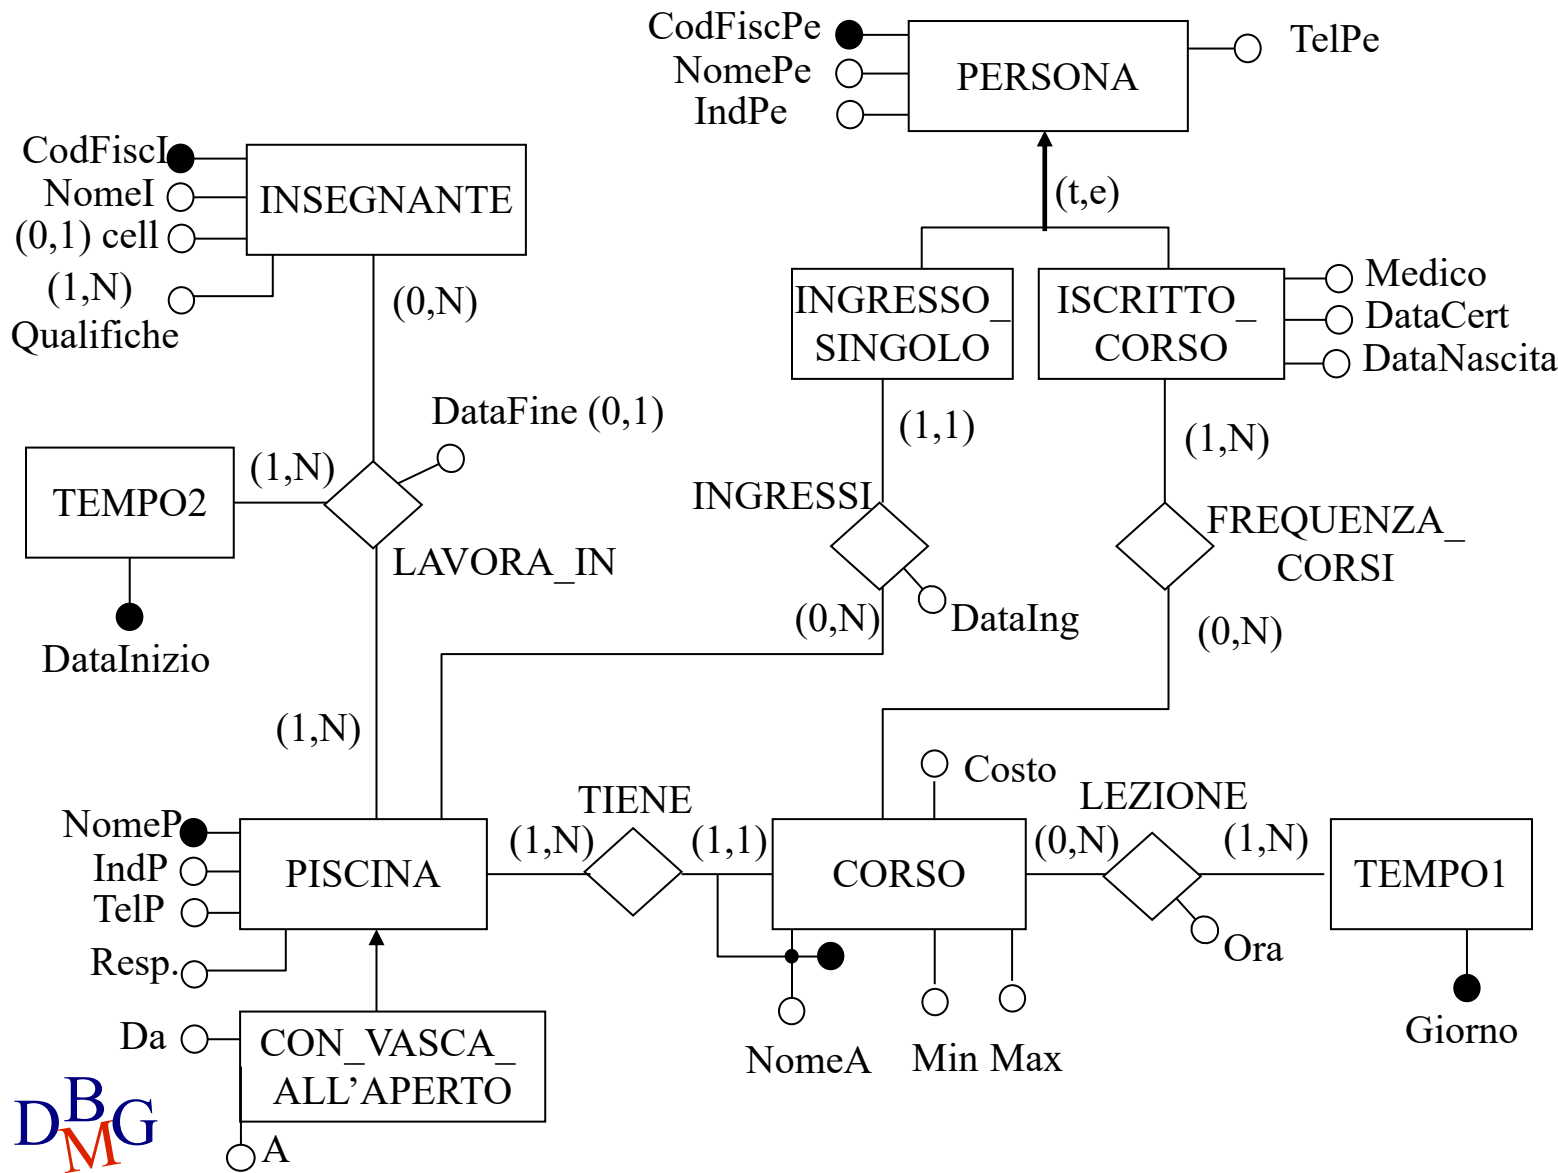 CodFiscPe
NomePe
IndPe
PERSONA
TelPe
(t,e)
CodFiscI
NomeI
(0,1) cell
(1,N)
Qualifiche
INSEGNANTE
(0,N)
INGRESSO_
SINGOLO
ISCRITTO_
CORSO
Medico
DataCert
DataNascita
DataFine (0,1)
(1,1)
(1,N)
TEMPO2
(1,N)
LAVORA_IN
DataInizio
INGRESSI
DataIng
(0,N)
FREQUENZA_
CORSI
(0,N)
(1,N)
NomeP
IndP
TelP
Resp.
PISCINA
TIENE
(1,N)
(1,1)
Costo
CORSO
LEZIONE
(0,N)
(1,N)
TEMPO1
Ora
Giorno
NomeA
Min
Max
Da
CON_VASCA_
ALL’APERTO
A
DBMG